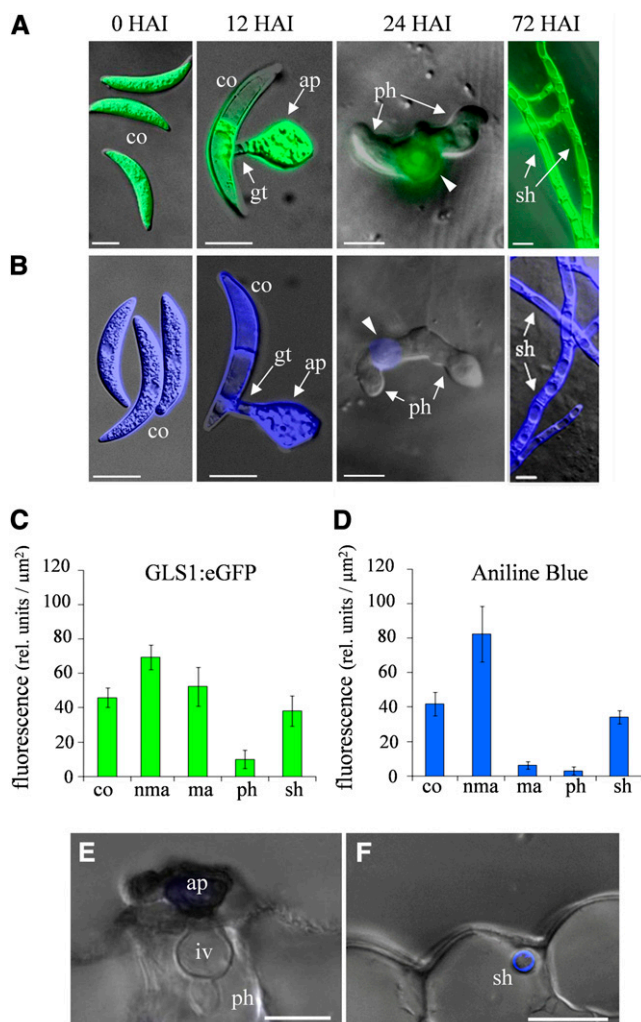 A 0 HAI 12 HAI 24 HAI 72 HAI
co
co
ap
gt
ph
sh
B
co
co
gt
ap
ph
sh
C
GLS1:eGFP
fluorescence (rel. units / µm²)
120
100
80
60
40
20
0
co nma ma ph sh
D
Aniline Blue
fluorescence (rel. units / µm²)
120
100
80
60
40
20
0
co nma ma ph sh
E
ap
iv
ph
F
sh